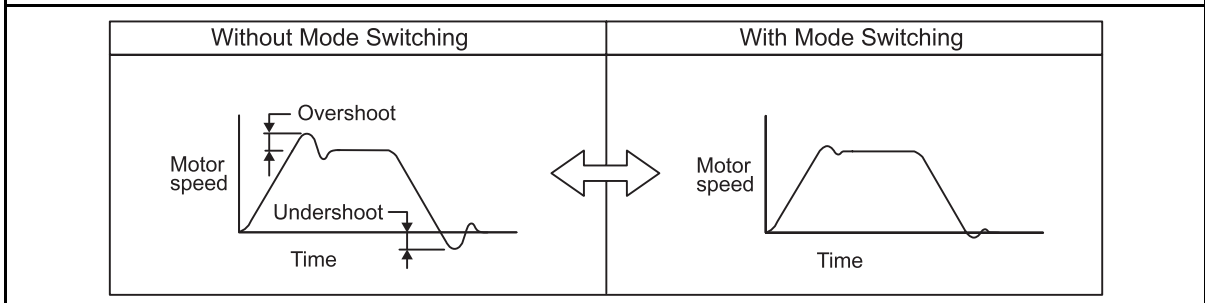 Without Mode Switching
With Mode Switching
Overshoot
Motor
speed
Undershoot
Time
Motor
speed
Time